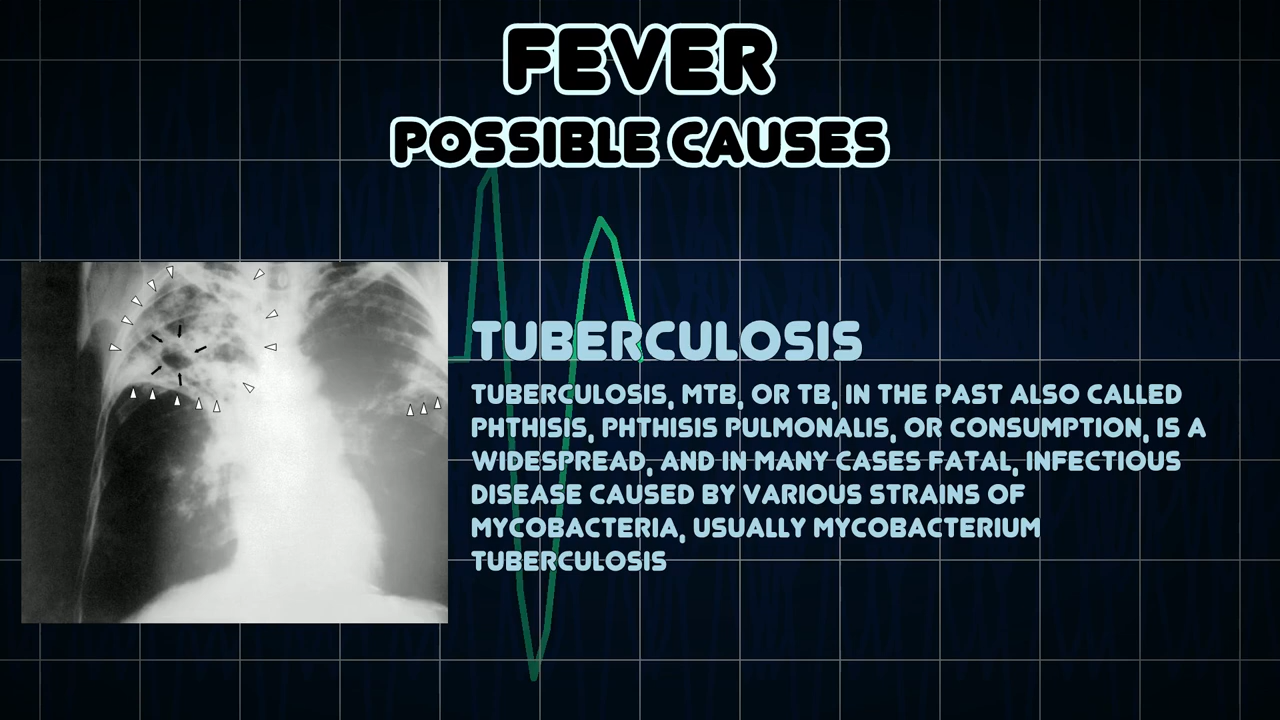 FEVER
POSSIBLE CAUSES
TUBERCULOSIS
TUBERCULOSIS, MTB, OR TB, IN THE PAST ALSO CALLED
PHTHISIS, PHTHISIS PULMONALIS, OR CONSUMPTION, IS A
WIDESPREAD, AND IN MANY CASES FATAL, INFECTIOUS
DISEASE CAUSED BY VARIOUS STRAINS OF
MYCOBACTERIA, USUALLY MYCOBACTERIUM
TUBERCULOSIS